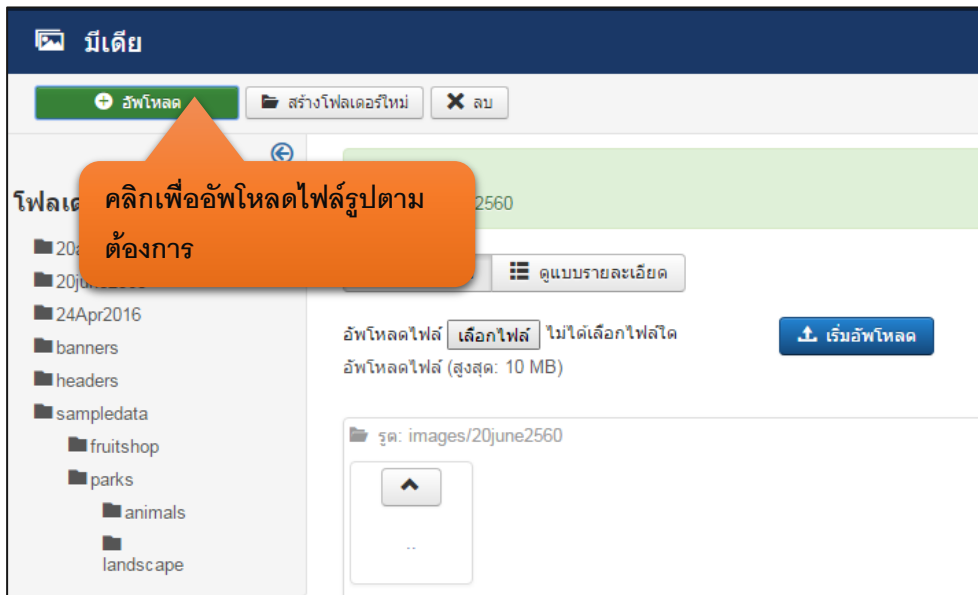 มีเดีย
อัพโหลด สร้างโฟลเดอร์ใหม่ ลบ
คลิกเพื่ออัพโหลดไฟล์รูปตาม
ต้องการ
2560
ดูแบบรายละเอียด
24Apr2016
banners
headers
sampledata
fruitshop
parks
animals
landscape
อัพโหลดไฟล์ เลือกไฟล์ ไม่ได้เลือกไฟล์ใด เริ่มอัพโหลด
อัพโหลดไฟล์ (สูงสุด: 10 MB)
รูด: images/20june2560
..